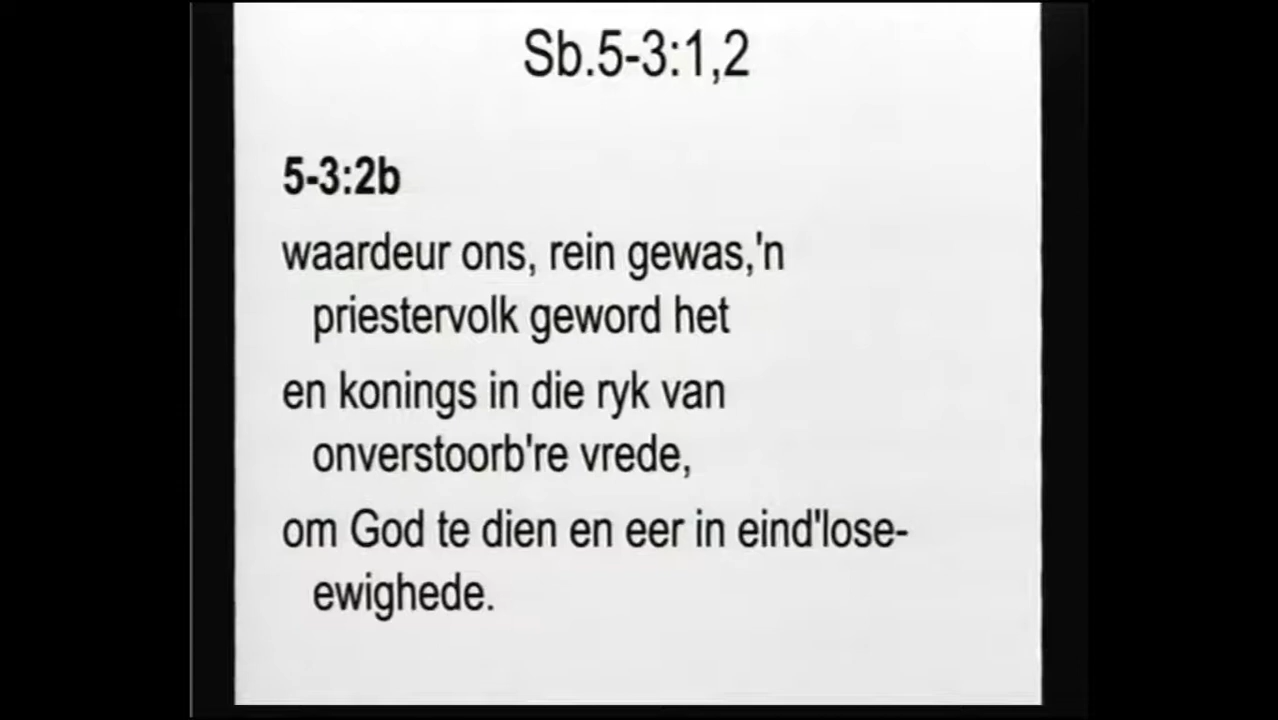 Sb.5-3:1,2
5-3:2b
waardeur ons, rein gewas,'n
priestervolk geword het
en konings in die ryk van
onverstoorb're vrede,
om God te dien en eer in eind'lose-
ewighede.